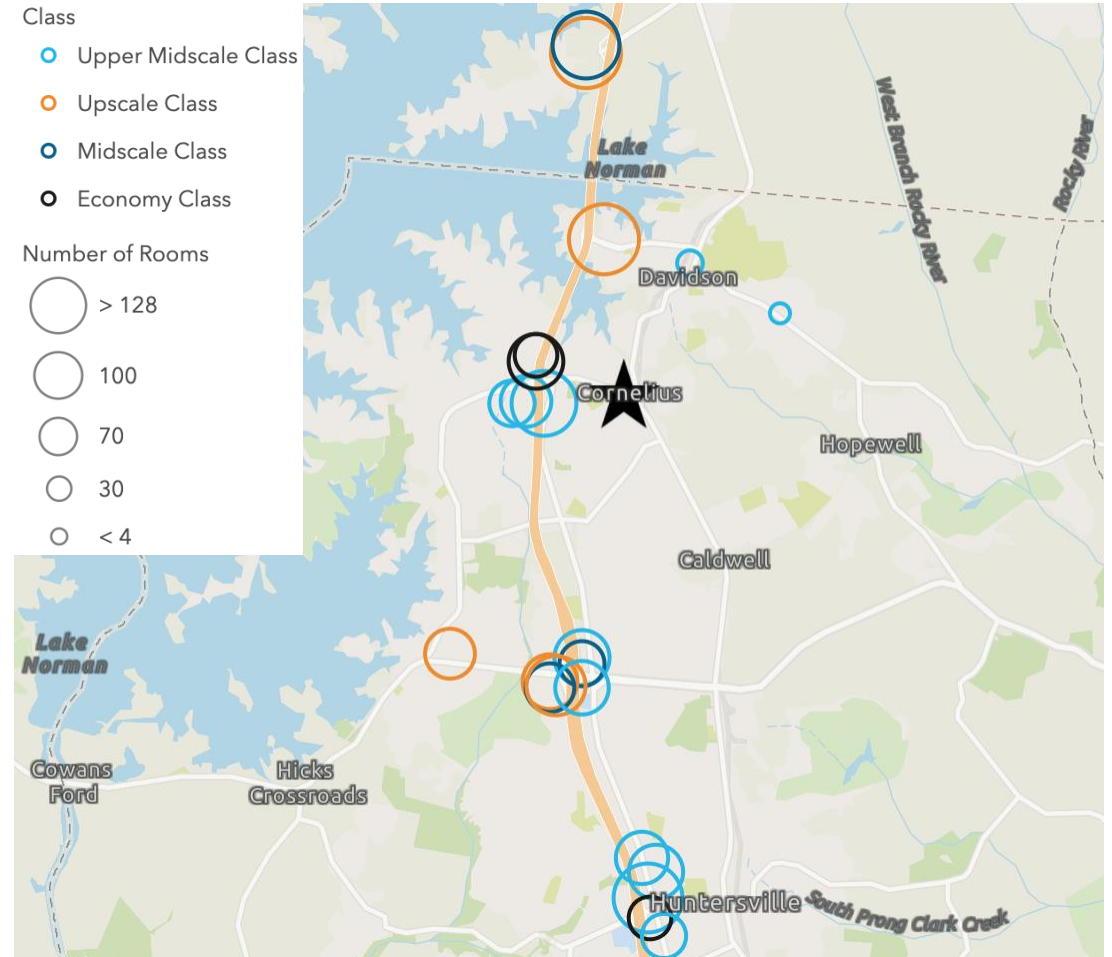 Class
Upper Midscale Class
Upscale Class
Midscale Class
Economy Class
Number of Rooms
> 128
100
70
30
< 4
Lake
Norman
West Branch Rocky River
Rocky River
Davidson
Cornelius
Hopewell
Caldwell
Lake
Norman
Cowans
Ford
Hicks
Crossroads
Huntersville
South Prong Clark Creek